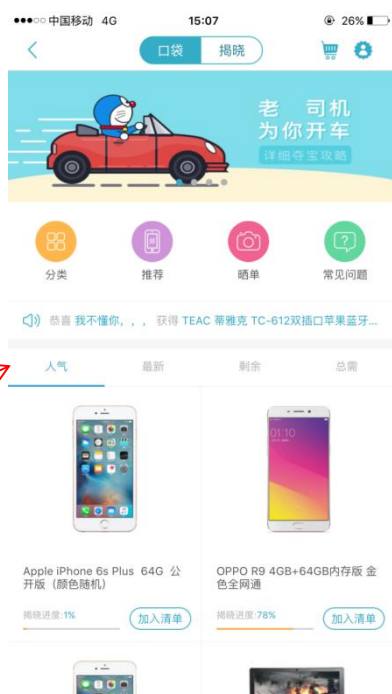 中国移动 4G 15:07 26%
口袋 揭晓
老 司机
为你开车
详细夺宝攻略
分类 推荐 晒单 常见问题
恭喜 我不懂你，，， 获得 TEAC 蒂雅克 TC-612双插口苹果蓝牙...
人气 最新 剩余 总需
01:10
Apple iPhone 6s Plus 64G 公
开版（颜色随机）
OPPO R9 4GB+64GB内存版 金
色全网通
揭晓进度:1% 加入清单
揭晓进度:78% 加入清单